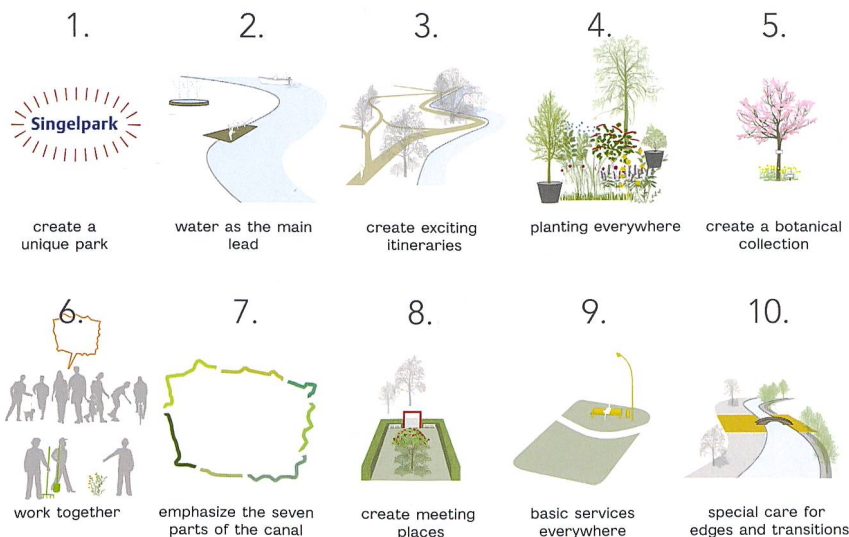 1.
2.
3.
4.
5.
Singelpark
create a
unique park
water as the main
lead
create exciting
itineraries
planting everywhere
create a botanical
collection
6.
7.
8.
9.
10.
work together
emphasize the seven
parts of the canal
create meeting
places
basic services
everywhere
special care for
edges and transitions